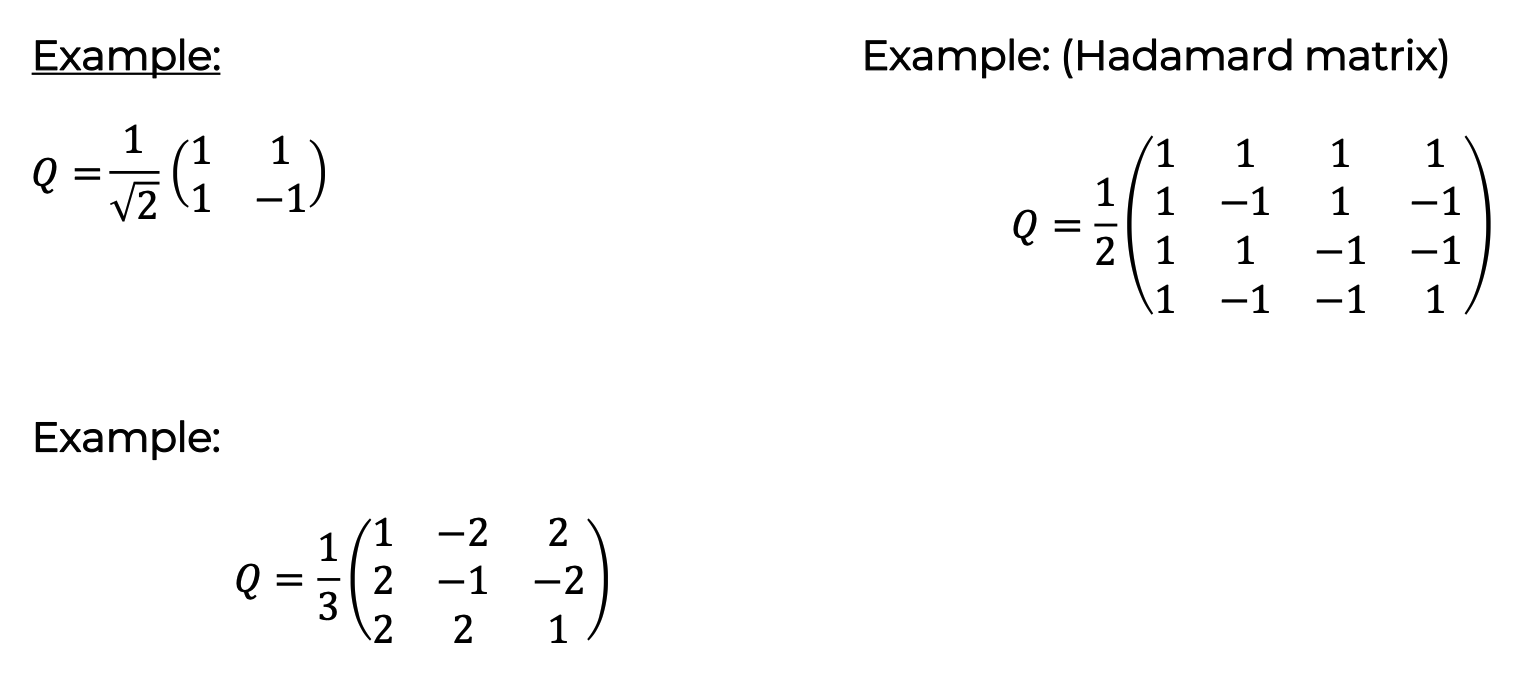 Example:
Q = 1/√2 (1 1
1 −1)
Example: (Hadamard matrix)
Q = 1/2 (1 1 1 1
1 −1 1 −1
1 1 −1 −1
1 −1 −1 1)
Example:
Q = 1/3 (1 −2 2
2 −1 −2
2 2 1)